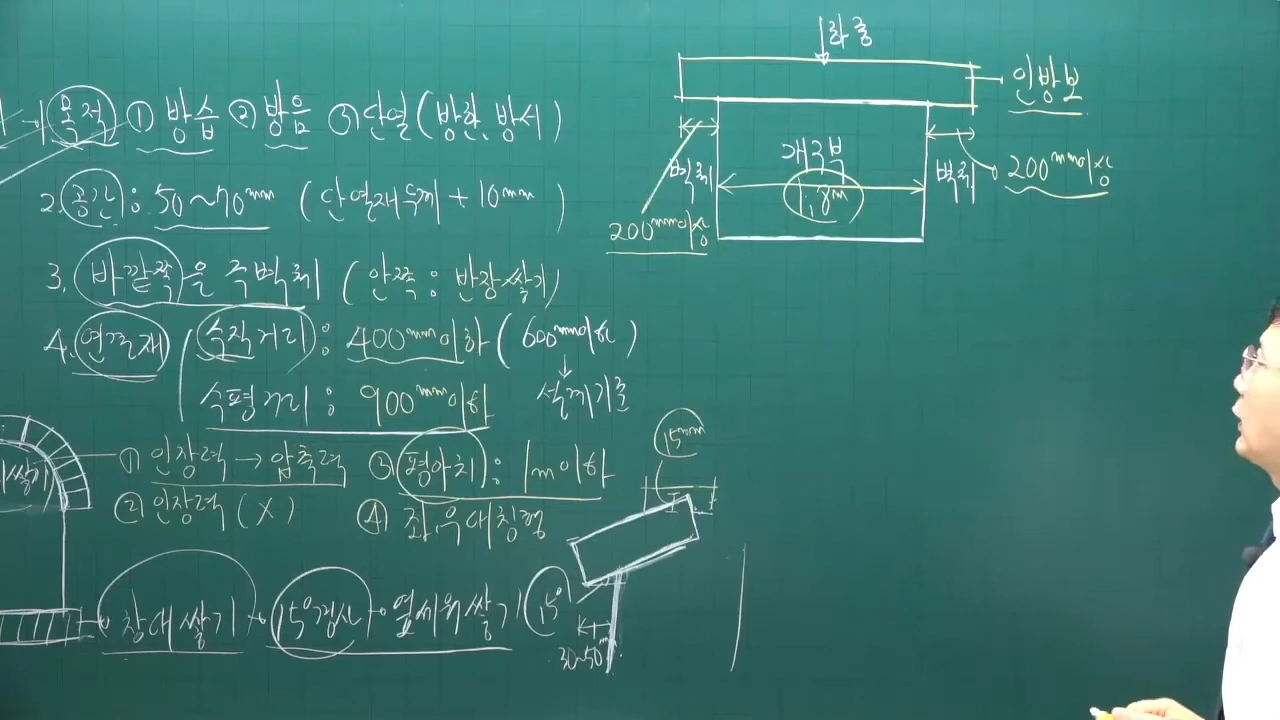 목적 ① 방습 ② 방음 ③ 단열 (방한, 방서)
2. 공간 : 50~70mm (단열재두께 + 10mm)
3. 바깥쪽을 주벽체 (안쪽 : 반장쌓기)
4. 연결재 수직거리 : 400mm이하 (600mm이하)
수평거리 : 900mm이하 설계기준
① 인장력 → 압축력 ③ 평아치 : 1m이하
② 인장력 (X) ④ 좌.우대칭형
창대쌓기 15°경사 옆세워쌓기 15°
30~50mm
15mm
하중
인방보
개구부
벽체 벽체
1.8m
200mm이상
200mm이상